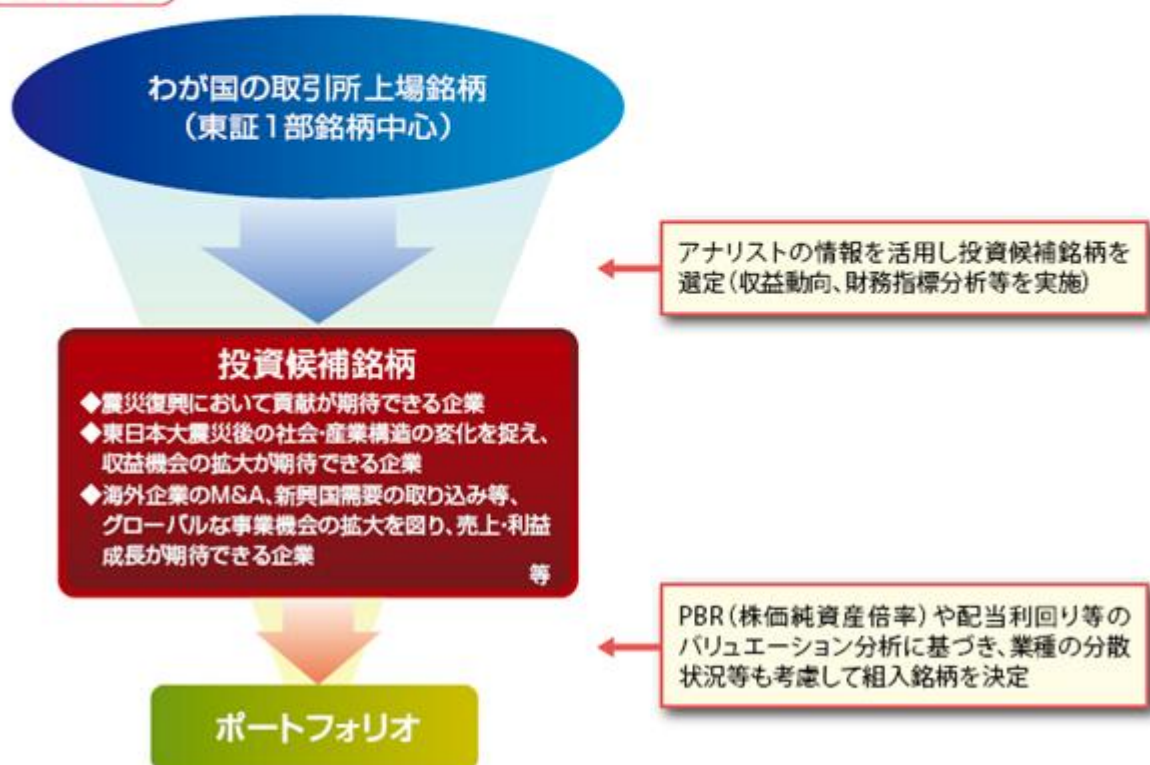 わが国の取引所上場銘柄
（東証1部銘柄中心）
アナリストの情報を活用し投資候補銘柄を
選定（収益動向、財務指標分析等を実施）
投資候補銘柄
◆震災復興において貢献が期待できる企業
◆東日本大震災後の社会・産業構造の変化を捉え、
収益機会の拡大が期待できる企業
◆海外企業のM&A、新興国需要の取り込み等、
グローバルな事業機会の拡大を図り、売上・利益
成長が期待できる企業
等
PBR（株価純資産倍率）や配当利回り等の
バリュエーション分析に基づき、業種の分散
状況等も考慮して組入銘柄を決定
ポートフォリオ